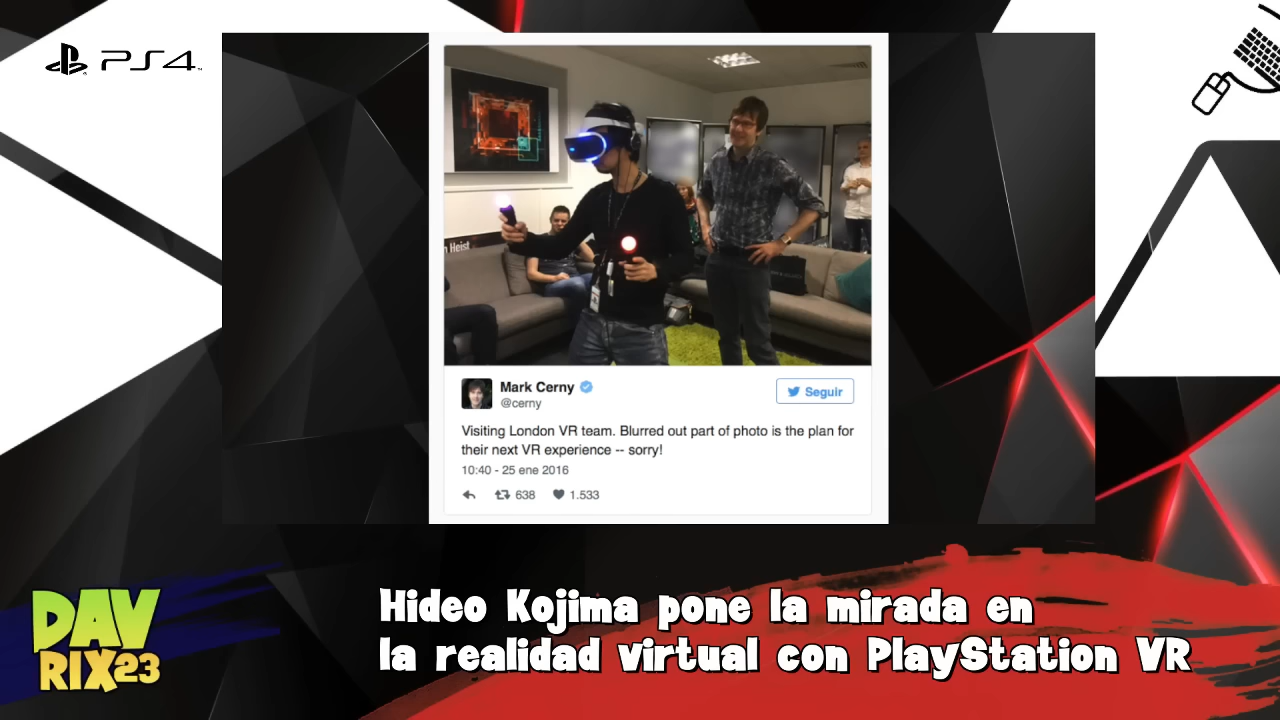 PS4
n Heist
Mark Cerny
@cerny
Seguir
Visiting London VR team. Blurred out part of photo is the plan for
their next VR experience -- sorry!
10:40 - 25 ene 2016
638
1.533
DAV
RIX23
Hideo Kojima pone la mirada en
la realidad virtual con PlayStation VR